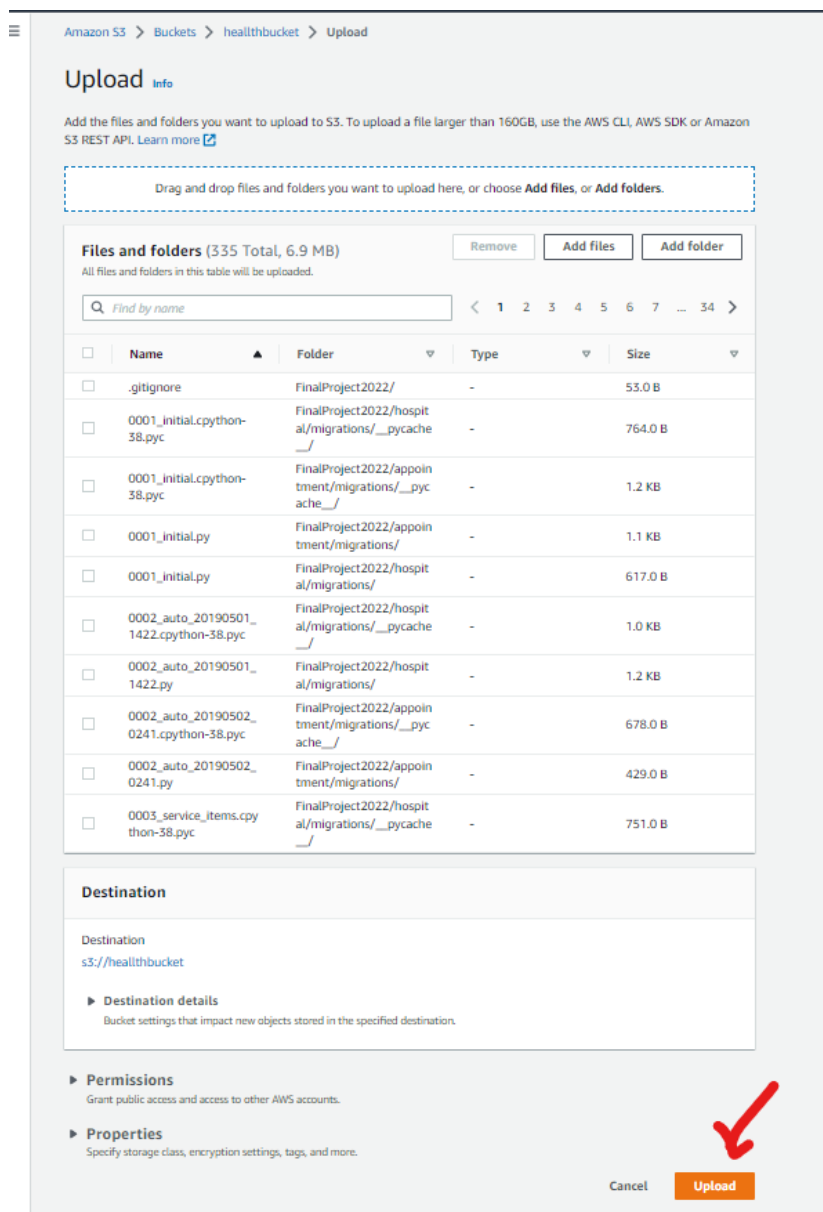 Amazon S3 > Buckets > heallthbucket > Upload
Upload Info
Add the files and folders you want to upload to S3. To upload a file larger than 160GB, use the AWS CLI, AWS SDK or Amazon
S3 REST API. Learn more
Drag and drop files and folders you want to upload here, or choose Add files, or Add folders.
Files and folders (335 Total, 6.9 MB)
All files and folders in this table will be uploaded.
Remove
Add files
Add folder
Find by name
< 1 2 3 4 5 6 7 ... 34 >
Name Folder Type Size
.gitignore FinalProject2022/ - 53.0 B
0001_initial.cpython-
38.pyc
FinalProject2022/hospit
al/migrations/__pycache
__/
- 764.0 B
0001_initial.cpython-
38.pyc
FinalProject2022/appoin
tment/migrations/__pyc
ache__/
- 1.2 KB
0001_initial.py
FinalProject2022/appoin
tment/migrations/
- 1.1 KB
0001_initial.py
FinalProject2022/hospit
al/migrations/
- 617.0 B
0002_auto_20190501_
1422.cpython-38.pyc
FinalProject2022/hospit
al/migrations/__pycache
__/
- 1.0 KB
0002_auto_20190501_
1422.py
FinalProject2022/hospit
al/migrations/
- 1.2 KB
0002_auto_20190502_
0241.cpython-38.pyc
FinalProject2022/appoin
tment/migrations/__pyc
ache__/
- 678.0 B
0002_auto_20190502_
0241.py
FinalProject2022/appoin
tment/migrations/
- 429.0 B
0003_service_items.cpy
thon-38.pyc
FinalProject2022/hospit
al/migrations/__pycache
__/
- 751.0 B
Destination
Destination
s3://heallthbucket
Destination details
Bucket settings that impact new objects stored in the specified destination.
Permissions
Grant public access and access to other AWS accounts.
Properties
Specify storage class, encryption settings, tags, and more.
Cancel
Upload